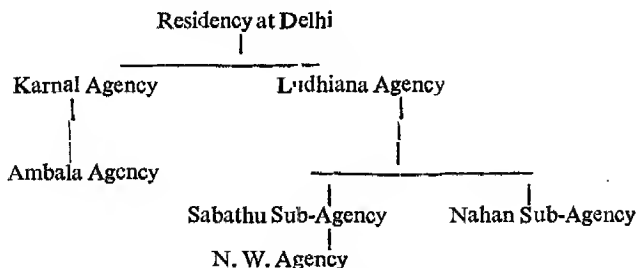 Residency at Delhi
Karnal Agency Ludhiana Agency
Ambala Agency
Sabathu Sub-Agency Nahan Sub-Agency
N. W. Agency